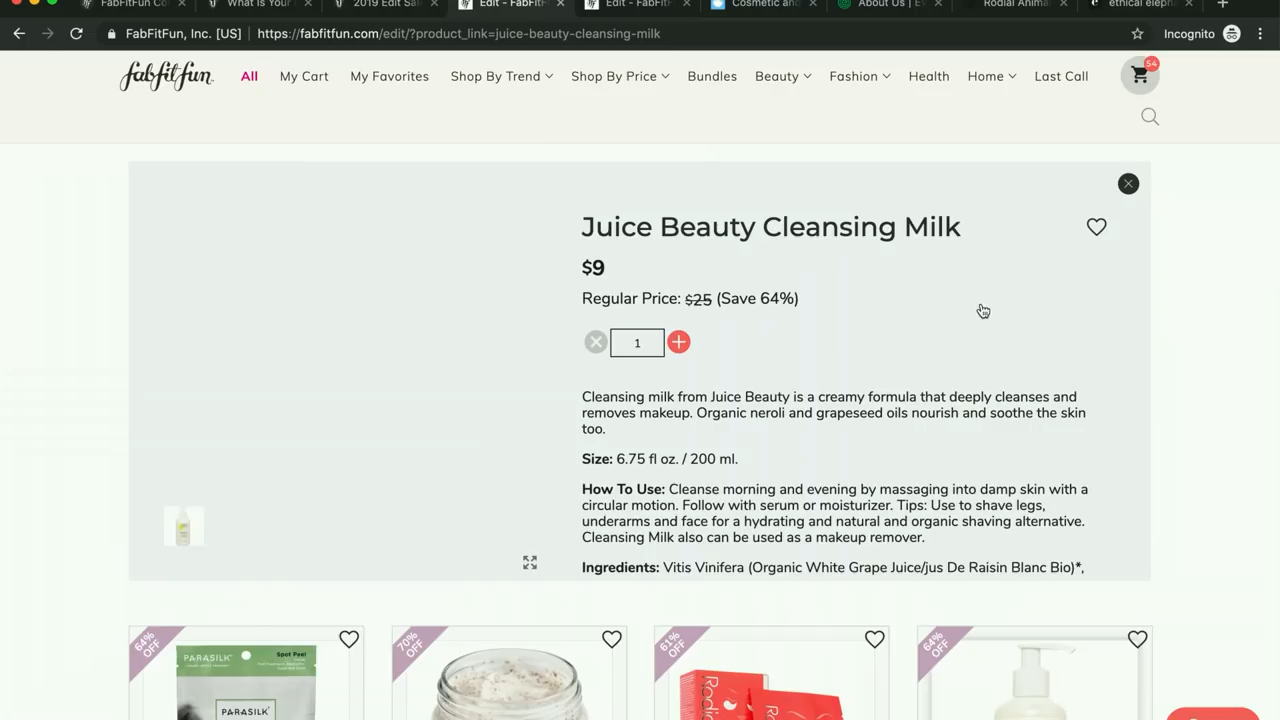 FabFitFun Co
What Is Your
2019 Edit Sal
Edit - FabFitF
Edit - FabFitF
Cosmetic and
About Us | E
Rodial Anima
ethical eleph
FabFitFun, Inc. [US]
https://fabfitfun.com/edit/?product_link=juice-beauty-cleansing-milk
Incognito
fabfitfun
All
My Cart
My Favorites
Shop By Trend
Shop By Price
Bundles
Beauty
Fashion
Health
Home
Last Call
54
Juice Beauty Cleansing Milk
$9
Regular Price: $25 (Save 64%)
1
Cleansing milk from Juice Beauty is a creamy formula that deeply cleanses and
removes makeup. Organic neroli and grapeseed oils nourish and soothe the skin
too.
Size: 6.75 fl oz. / 200 ml.
How To Use: Cleanse morning and evening by massaging into damp skin with a
circular motion. Follow with serum or moisturizer. Tips: Use to shave legs,
underarms and face for a hydrating and natural and organic shaving alternative.
Cleansing Milk also can be used as a makeup remover.
Ingredients: Vitis Vinifera (Organic White Grape Juice/jus De Raisin Blanc Bio)*,
64%
OFF
PARASILK
Spot Peel
PARASILK
70%
OFF
61%
OFF
Rodia
64%
OFF